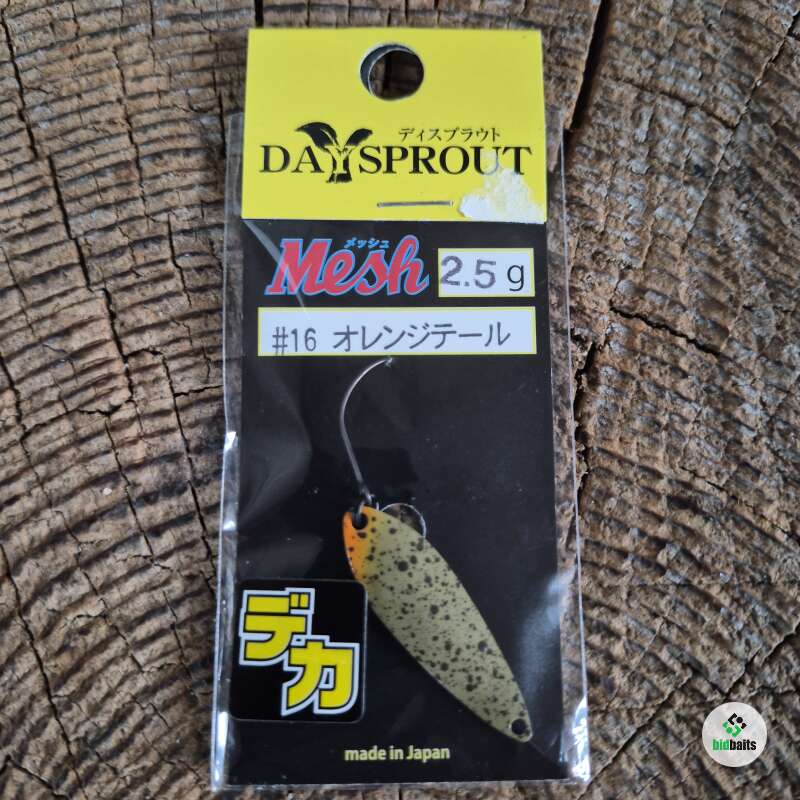 ディスプラウト
DAYSPROUT
メッシュ
Mesh 2.5g
#16 オレンジテール
デカ
made in Japan
bidbaits